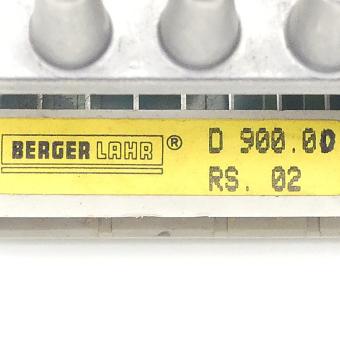 BERGER LAHR ® D 900.00
RS. 02